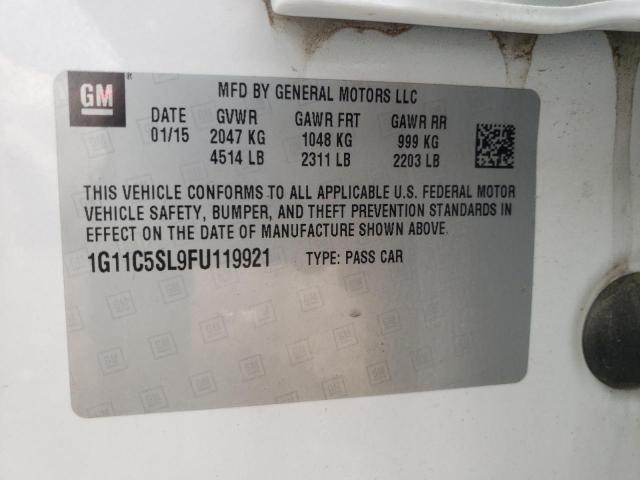 GM
MFD BY GENERAL MOTORS LLC
DATE GVWR GAWR FRT GAWR RR
01/15 2047 KG 1048 KG 999 KG
4514 LB 2311 LB 2203 LB
THIS VEHICLE CONFORMS TO ALL APPLICABLE U.S. FEDERAL MOTOR
VEHICLE SAFETY, BUMPER, AND THEFT PREVENTION STANDARDS IN
EFFECT ON THE DATE OF MANUFACTURE SHOWN ABOVE.
1G11C5SL9FU119921 TYPE: PASS CAR